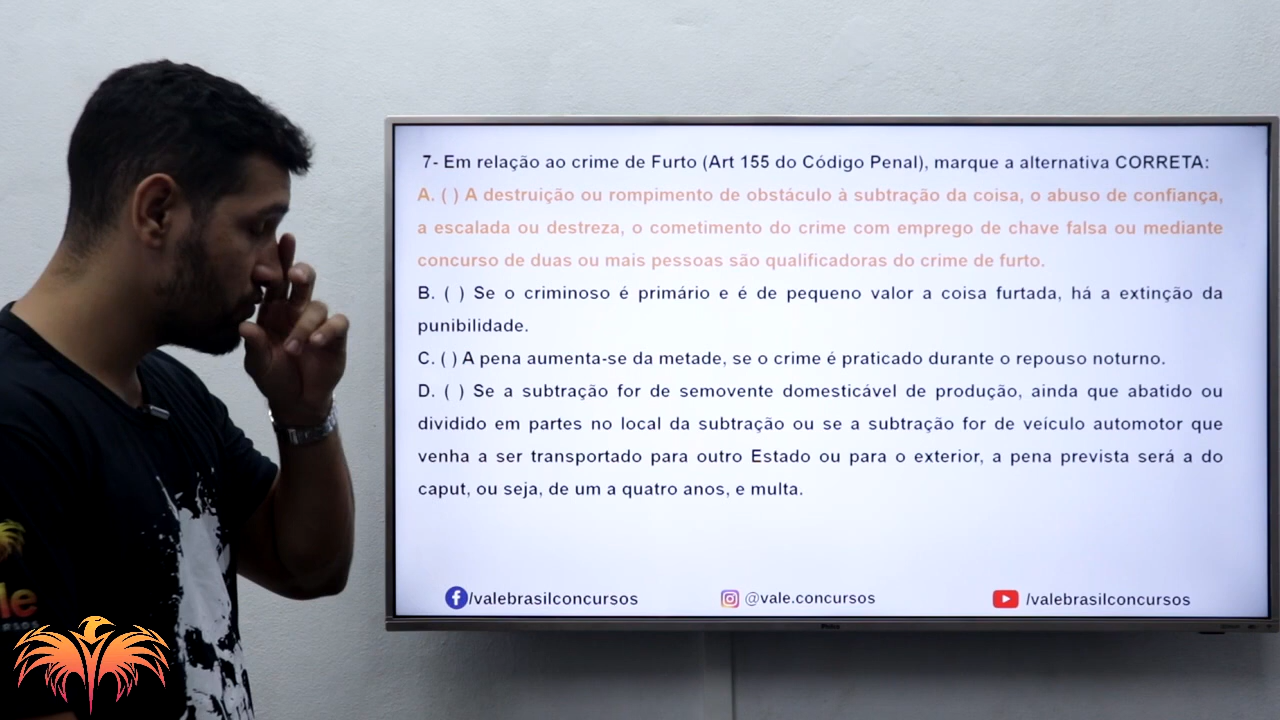 7- Em relação ao crime de Furto (Art 155 do Código Penal), marque a alternativa CORRETA:
A. ( ) A destruição ou rompimento de obstáculo à subtração da coisa, o abuso de confiança,
a escalada ou destreza, o cometimento do crime com emprego de chave falsa ou mediante
concurso de duas ou mais pessoas são qualificadoras do crime de furto.
B. ( ) Se o criminoso é primário e é de pequeno valor a coisa furtada, há a extinção da
punibilidade.
C. ( ) A pena aumenta-se da metade, se o crime é praticado durante o repouso noturno.
D. ( ) Se a subtração for de semovente domesticável de produção, ainda que abatido ou
dividido em partes no local da subtração ou se a subtração for de veículo automotor que
venha a ser transportado para outro Estado ou para o exterior, a pena prevista será a do
caput, ou seja, de um a quatro anos, e multa.
/valebrasilconcursos @vale.concursos /valebrasilconcursos
Philco